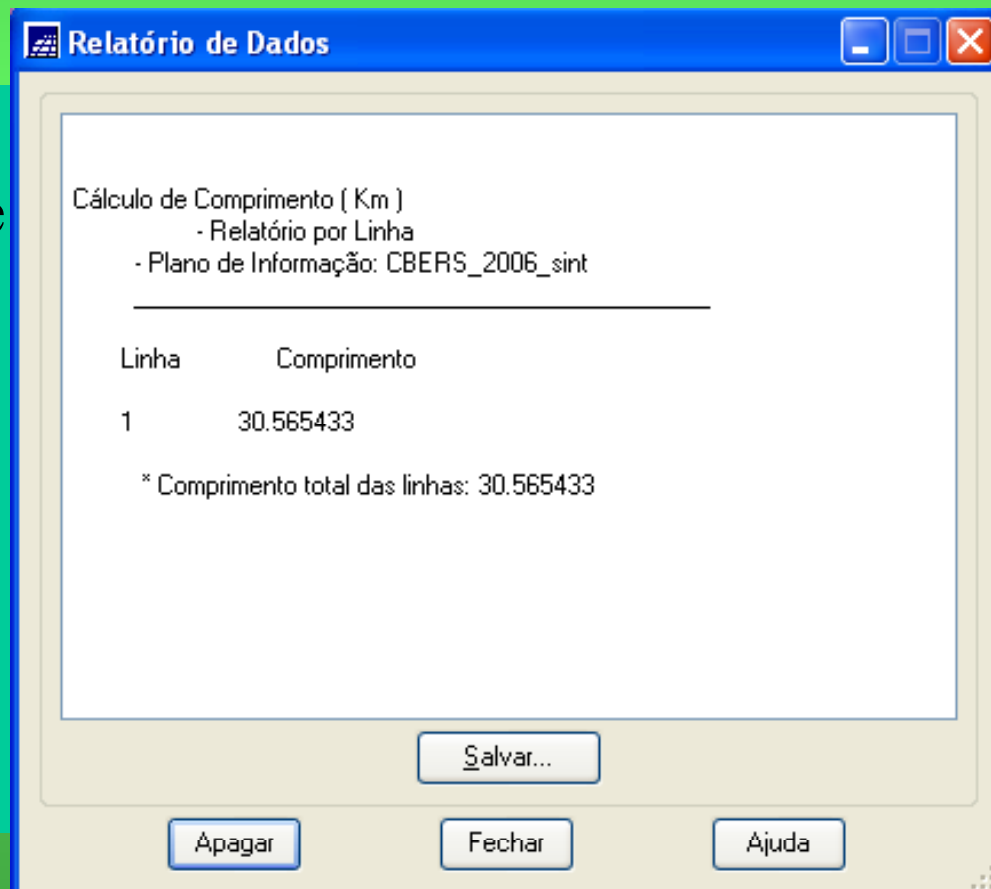 Relatório de Dados
Cálculo de Comprimento ( Km )
- Relatório por Linha
- Plano de Informação: CBERS_2006_sint
Linha Comprimento
1 30.565433
* Comprimento total das linhas: 30.565433
Salvar...
Apagar Fechar Ajuda